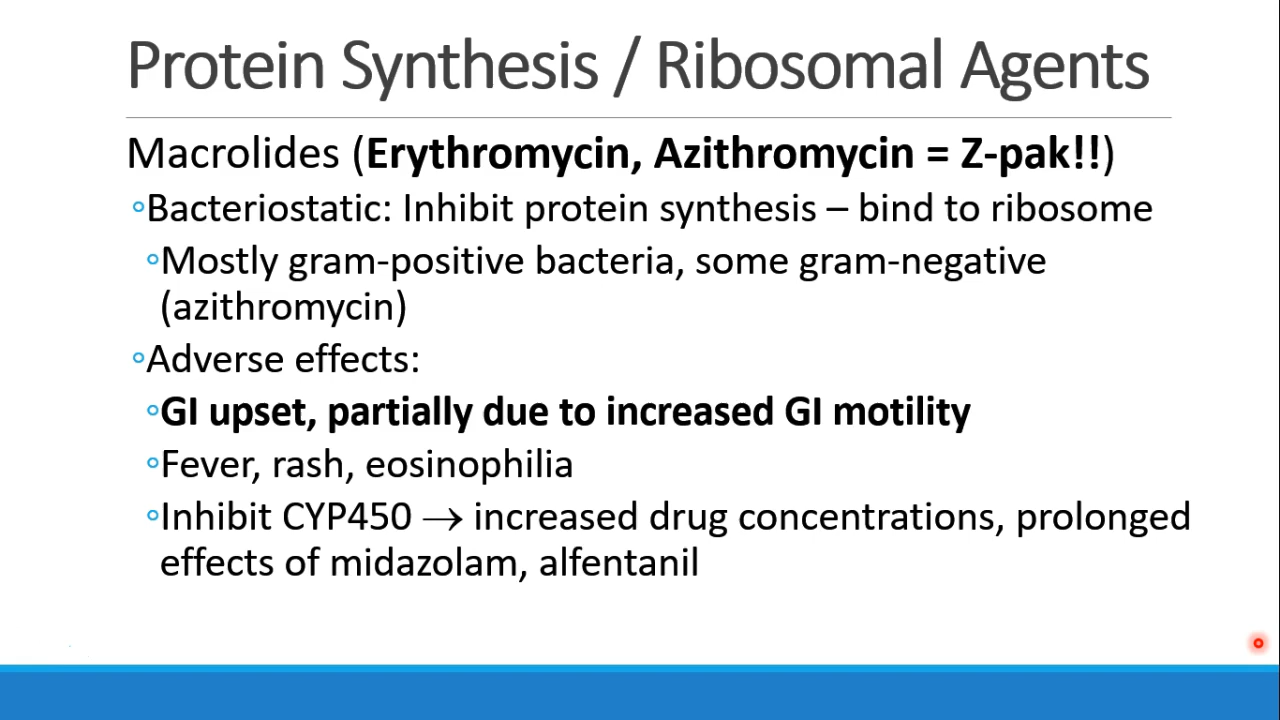 Protein Synthesis / Ribosomal Agents
Macrolides (Erythromycin, Azithromycin = Z-pak!!)
◦Bacteriostatic: Inhibit protein synthesis – bind to ribosome
◦Mostly gram-positive bacteria, some gram-negative
(azithromycin)
◦Adverse effects:
◦GI upset, partially due to increased GI motility
◦Fever, rash, eosinophilia
◦Inhibit CYP450 → increased drug concentrations, prolonged
effects of midazolam, alfentanil